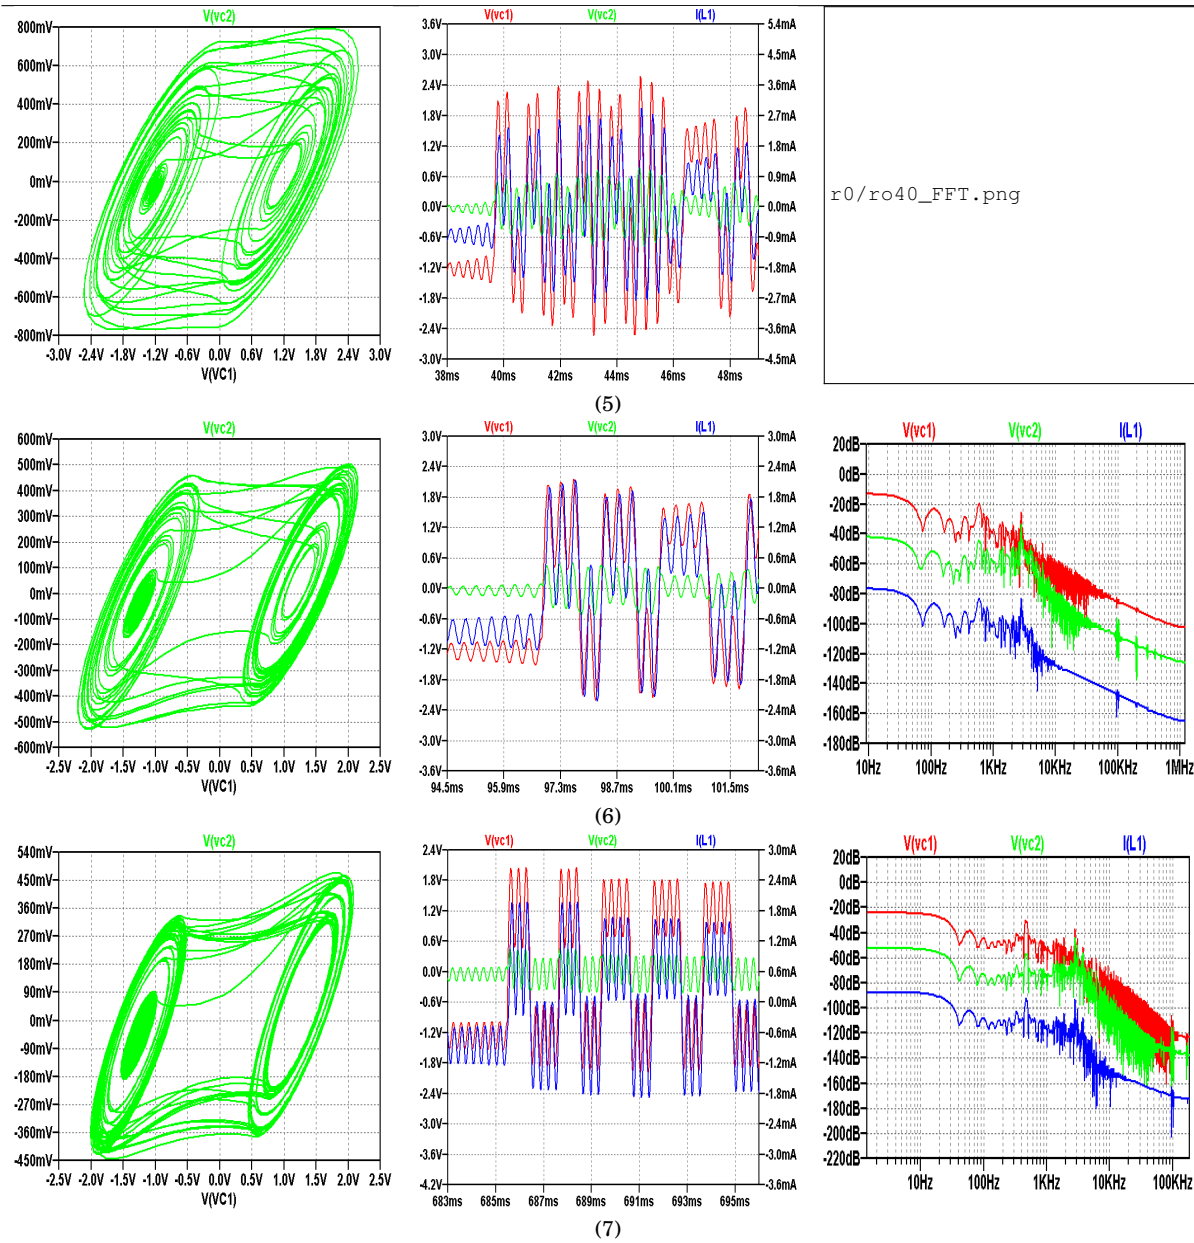 V(vc2)
800mV
600mV
400mV
200mV
0mV
-200mV
-400mV
-600mV
-800mV
-3.0V -2.4V -1.8V -1.2V -0.6V 0.0V 0.6V 1.2V 1.8V 2.4V 3.0V
V(VC1)
V(vc1) V(vc2) I(L1)
3.6V 5.4mA
3.6V 4.5mA
3.0V 3.6mA
2.4V 2.7mA
1.8V 1.8mA
1.2V 0.9mA
0.6V 0.0mA
0.0V -0.9mA
-0.6V -1.8mA
-1.2V -2.7mA
-1.8V -3.6mA
-2.4V -4.5mA
-3.0V
38ms 40ms 42ms 44ms 46ms 48ms
r0/ro40_FFT.png
(5)
V(vc2)
600mV
500mV
400mV
300mV
200mV
100mV
0mV
-100mV
-200mV
-300mV
-400mV
-500mV
-600mV
-2.5V -2.0V -1.5V -1.0V -0.5V 0.0V 0.5V 1.0V 1.5V 2.0V 2.5V
V(VC1)
V(vc1) V(vc2) I(L1)
3.0V 3.0mA
2.4V 2.4mA
1.8V 1.8mA
1.2V 1.2mA
0.6V 0.6mA
0.0V 0.0mA
-0.6V -0.6mA
-1.2V -1.2mA
-1.8V -1.8mA
-2.4V -2.4mA
-3.0V -3.0mA
-3.6V -3.6mA
94.5ms 95.9ms 97.3ms 98.7ms 100.1ms 101.5ms
V(vc1) V(vc2) I(L1)
20dB
0dB
-20dB
-40dB
-60dB
-80dB
-100dB
-120dB
-140dB
-160dB
-180dB
10Hz 100Hz 1KHz 10KHz 100KHz 1MHz
(6)
V(vc2)
540mV
450mV
360mV
270mV
180mV
90mV
0mV
-90mV
-180mV
-270mV
-360mV
-450mV
-2.5V -2.0V -1.5V -1.0V -0.5V 0.0V 0.5V 1.0V 1.5V 2.0V 2.5V
V(VC1)
V(vc1) V(vc2) I(L1)
2.4V 3.0mA
1.8V 2.4mA
1.2V 1.8mA
0.6V 1.2mA
0.0V 0.6mA
-0.6V 0.0mA
-1.2V -0.6mA
-1.8V -1.2mA
-2.4V -1.8mA
-3.0V -2.4mA
-3.6V -3.0mA
-4.2V -3.6mA
683ms 685ms 687ms 689ms 691ms 693ms 695ms
V(vc1) V(vc2) I(L1)
20dB
0dB
-20dB
-40dB
-60dB
-80dB
-100dB
-120dB
-140dB
-160dB
-180dB
-200dB
-220dB
10Hz 100Hz 1KHz 10KHz 100KHz
(7)